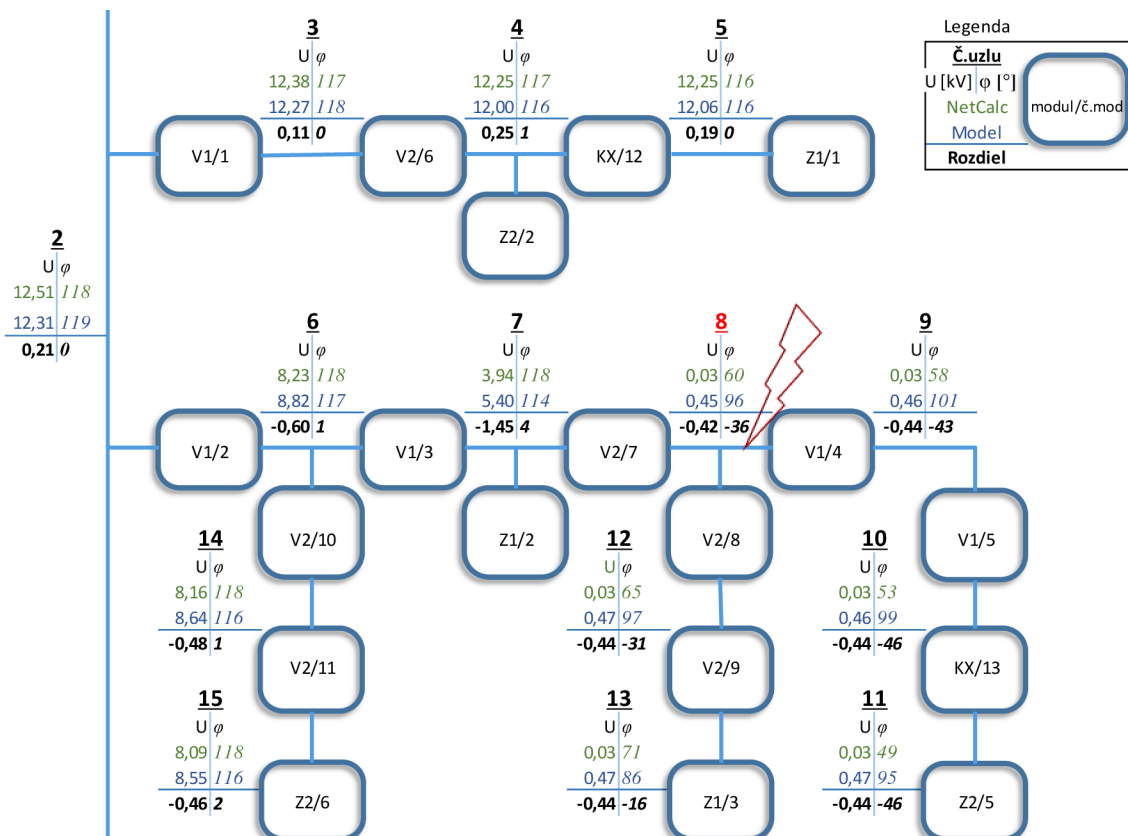 Legenda
Č.uzlu
U [kV] φ [°]
NetCalc
Model
Rozdiel
modul/č.mod
3
U φ
12,38 117
12,27 118
0,11 0
4
U φ
12,25 117
12,00 116
0,25 1
5
U φ
12,25 116
12,06 116
0,19 0
V1/1
V2/6
KX/12
Z1/1
Z2/2
2
U φ
12,51 118
12,31 119
0,21 0
6
U φ
8,23 118
8,82 117
-0,60 1
7
U φ
3,94 118
5,40 114
-1,45 4
8
U φ
0,03 60
0,45 96
-0,42 -36
9
U φ
0,03 58
0,46 101
-0,44 -43
V1/2
V1/3
V2/7
V1/4
V2/10
Z1/2
V2/8
V1/5
14
U φ
8,16 118
8,64 116
-0,48 1
12
U φ
0,03 65
0,47 97
-0,44 -31
10
U φ
0,03 53
0,46 99
-0,44 -46
V2/11
V2/9
KX/13
15
U φ
8,09 118
8,55 116
-0,46 2
13
U φ
0,03 71
0,47 86
-0,44 -16
11
U φ
0,03 49
0,47 95
-0,44 -46
Z2/6
Z1/3
Z2/5